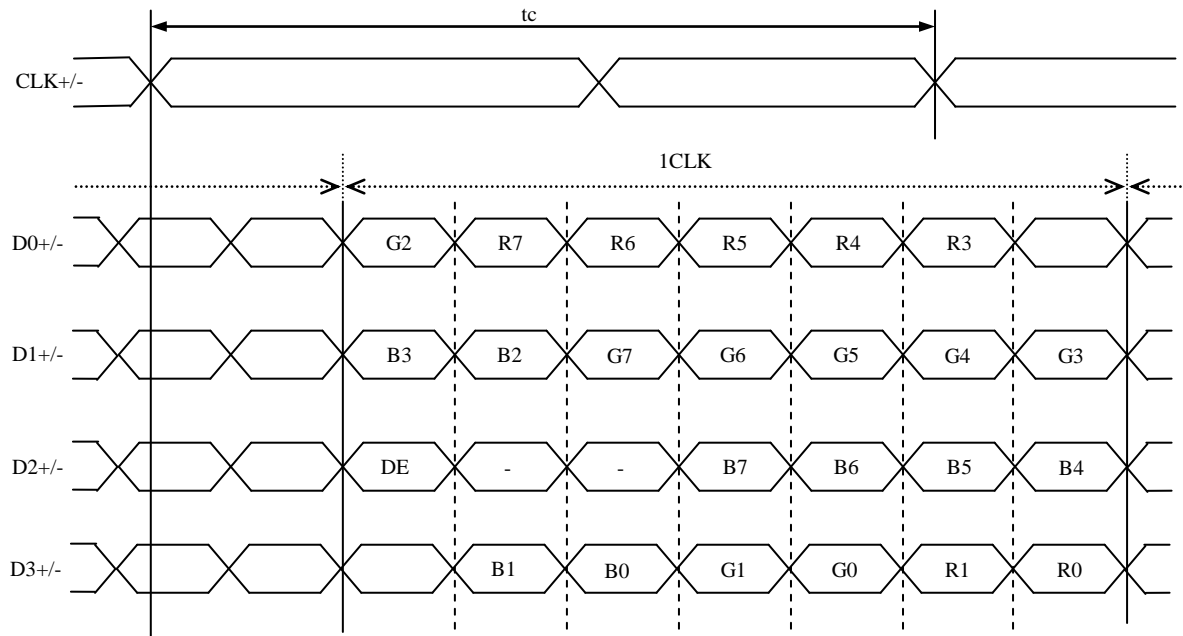 tc
CLK+/-
1CLK
D0+/- G2 R7 R6 R5 R4 R3
D1+/- B3 B2 G7 G6 G5 G4 G3
D2+/- DE - - B7 B6 B5 B4
D3+/- B1 B0 G1 G0 R1 R0